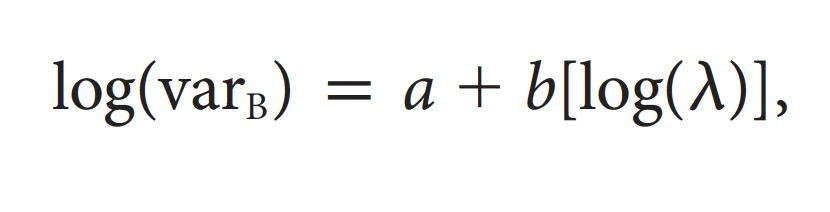 log(var_B) = a + b[log(λ)],